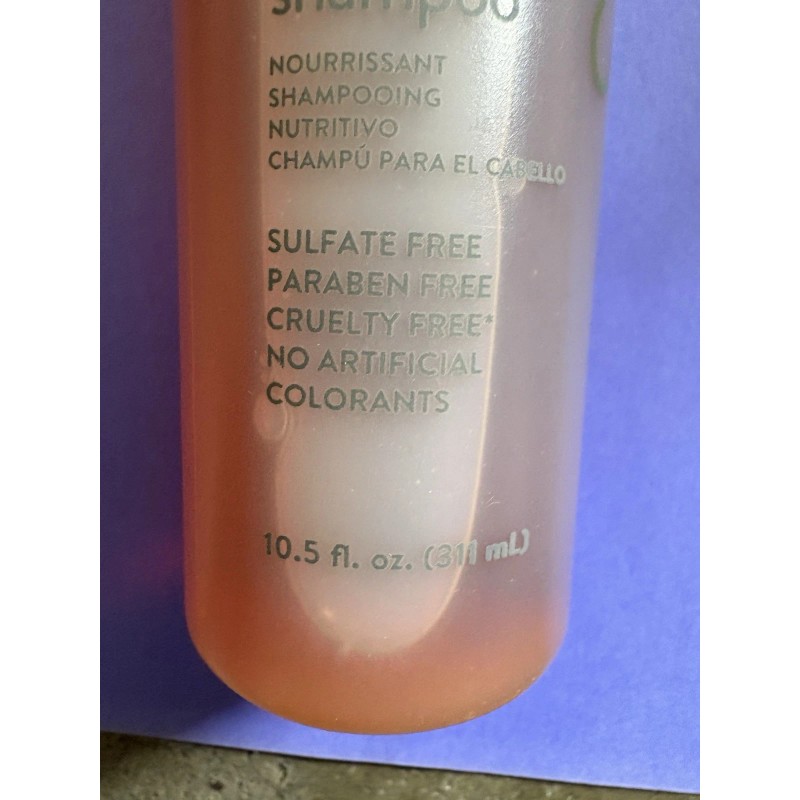 shampoo
NOURRISSANT
SHAMPOOING
NUTRITIVO
CHAMPÚ PARA EL CABELLO
SULFATE FREE
PARABEN FREE
CRUELTY FREE*
NO ARTIFICIAL
COLORANTS
10.5 fl. oz. (311 mL)